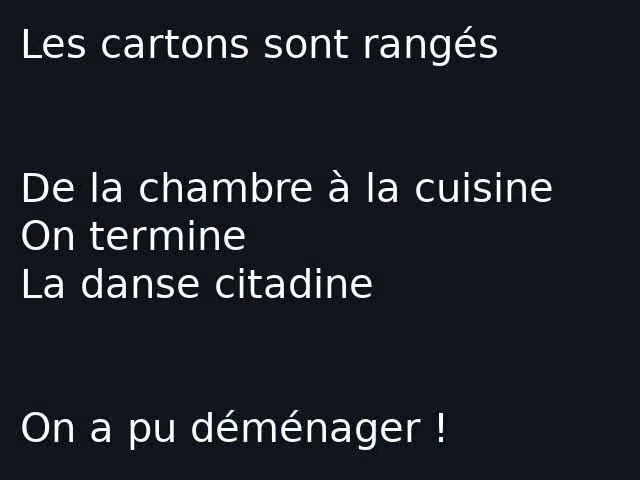 Les cartons sont rangés
De la chambre à la cuisine
On termine
La danse citadine
On a pu déménager !